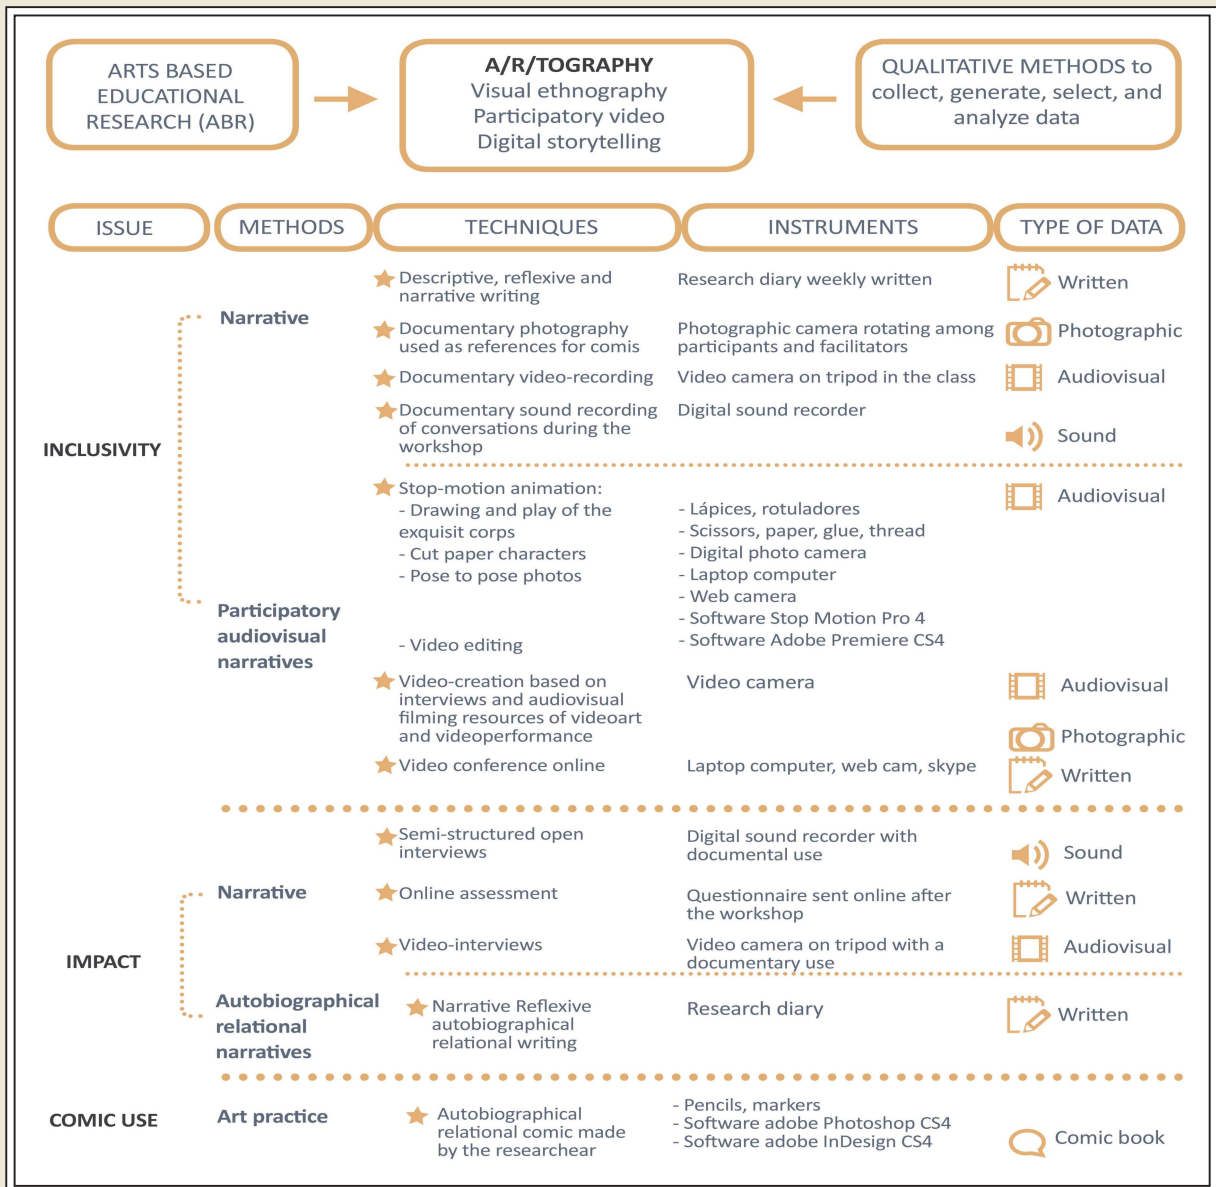 ARTS BASED
EDUCATIONAL
RESEARCH (ABR)
A/R/TOGRAPHY
Visual ethnography
Participatory video
Digital storytelling
QUALITATIVE METHODS to
collect, generate, select, and
analyze data
ISSUE
METHODS
TECHNIQUES
INSTRUMENTS
TYPE OF DATA
INCLUSIVITY
Narrative
Descriptive, reflexive and
narrative writing
Research diary weekly written
Written
Documentary photography
used as references for comis
Photographic camera rotating among
participants and facilitators
Photographic
Documentary video-recording
Video camera on tripod in the class
Audiovisual
Documentary sound recording
of conversations during the
workshop
Digital sound recorder
Sound
Participatory
audiovisual
narratives
Stop-motion animation:
- Drawing and play of the
exquisit corps
- Cut paper characters
- Pose to pose photos
- Video editing
- Lápices, rotuladores
- Scissors, paper, glue, thread
- Digital photo camera
- Laptop computer
- Web camera
- Software Stop Motion Pro 4
- Software Adobe Premiere CS4
Audiovisual
Video-creation based on
interviews and audiovisual
filming resources of videoart
and videoperformance
Video camera
Audiovisual
Photographic
Video conference online
Laptop computer, web cam, skype
Written
IMPACT
Narrative
Semi-structured open
interviews
Digital sound recorder with
documental use
Sound
Online assessment
Questionnaire sent online after
the workshop
Written
Video-interviews
Video camera on tripod with a
documentary use
Audiovisual
Autobiographical
relational
narratives
Narrative Reflexive
autobiographical
relational writing
Research diary
Written
COMIC USE
Art practice
Autobiographical
relational comic made
by the researchear
- Pencils, markers
- Software adobe Photoshop CS4
- Software adobe InDesign CS4
Comic book